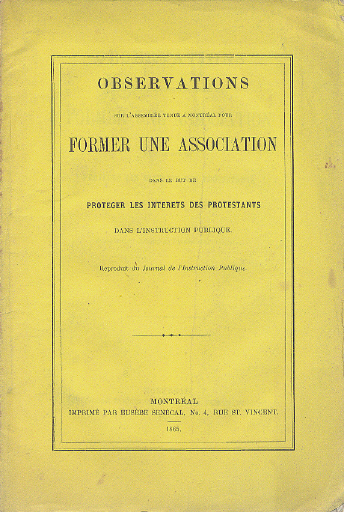 OBSERVATIONS
SUR L'ASSEMBLÉE TENUE A MONTRÉAL POUR
FORMER UNE ASSOCIATION
DANS LE BUT DE
PROTEGER LES INTERETS DES PROTESTANTS
DANS L'INSTRUCTION PUBLIQUE.
Reproduit du Journal de l'Instruction Publique
MONTRÉAL
IMPRIMÉ PAR EUSÈBE SENÉCAL, No. 4, RUE ST. VINCENT.
1865.